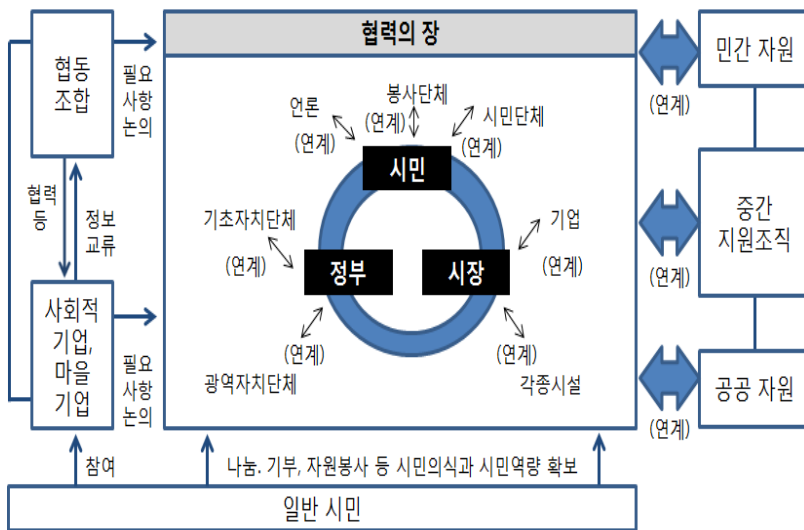 협력의 장
협동
조합
필요
사항
논의
협력
등
정보
교류
사회적
기업,
마을
기업
필요
사항
논의
참여
언론
(연계)
봉사단체
(연계)
시민단체
(연계)
시민
기초자치단체
(연계)
정부
시장
기업
(연계)
(연계)
광역자치단체
(연계)
각종시설
민간 자원
(연계)
중간
지원조직
(연계)
공공 자원
(연계)
나눔. 기부, 자원봉사 등 시민의식과 시민역량 확보
일반 시민